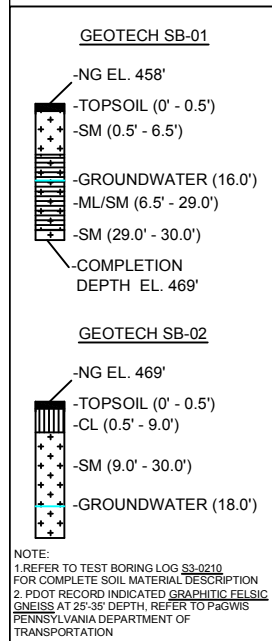 GEOTECH SB-01
-NG EL. 458'
-TOPSOIL (0' - 0.5')
-SM (0.5' - 6.5')
-GROUNDWATER (16.0')
-ML/SM (6.5' - 29.0')
-SM (29.0' - 30.0')
-COMPLETION
DEPTH EL. 469'
GEOTECH SB-02
-NG EL. 469'
-TOPSOIL (0' - 0.5')
-CL (0.5' - 9.0')
-SM (9.0' - 30.0')
-GROUNDWATER (18.0')
NOTE:
1.REFER TO TEST BORING LOG S3-0210
FOR COMPLETE SOIL MATERIAL DESCRIPTION
2. PDOT RECORD INDICATED GRAPHITIC FELSIC
GNEISS AT 25'-35' DEPTH, REFER TO PaGWIS
PENNSYLVANIA DEPARTMENT OF
TRANSPORTATION